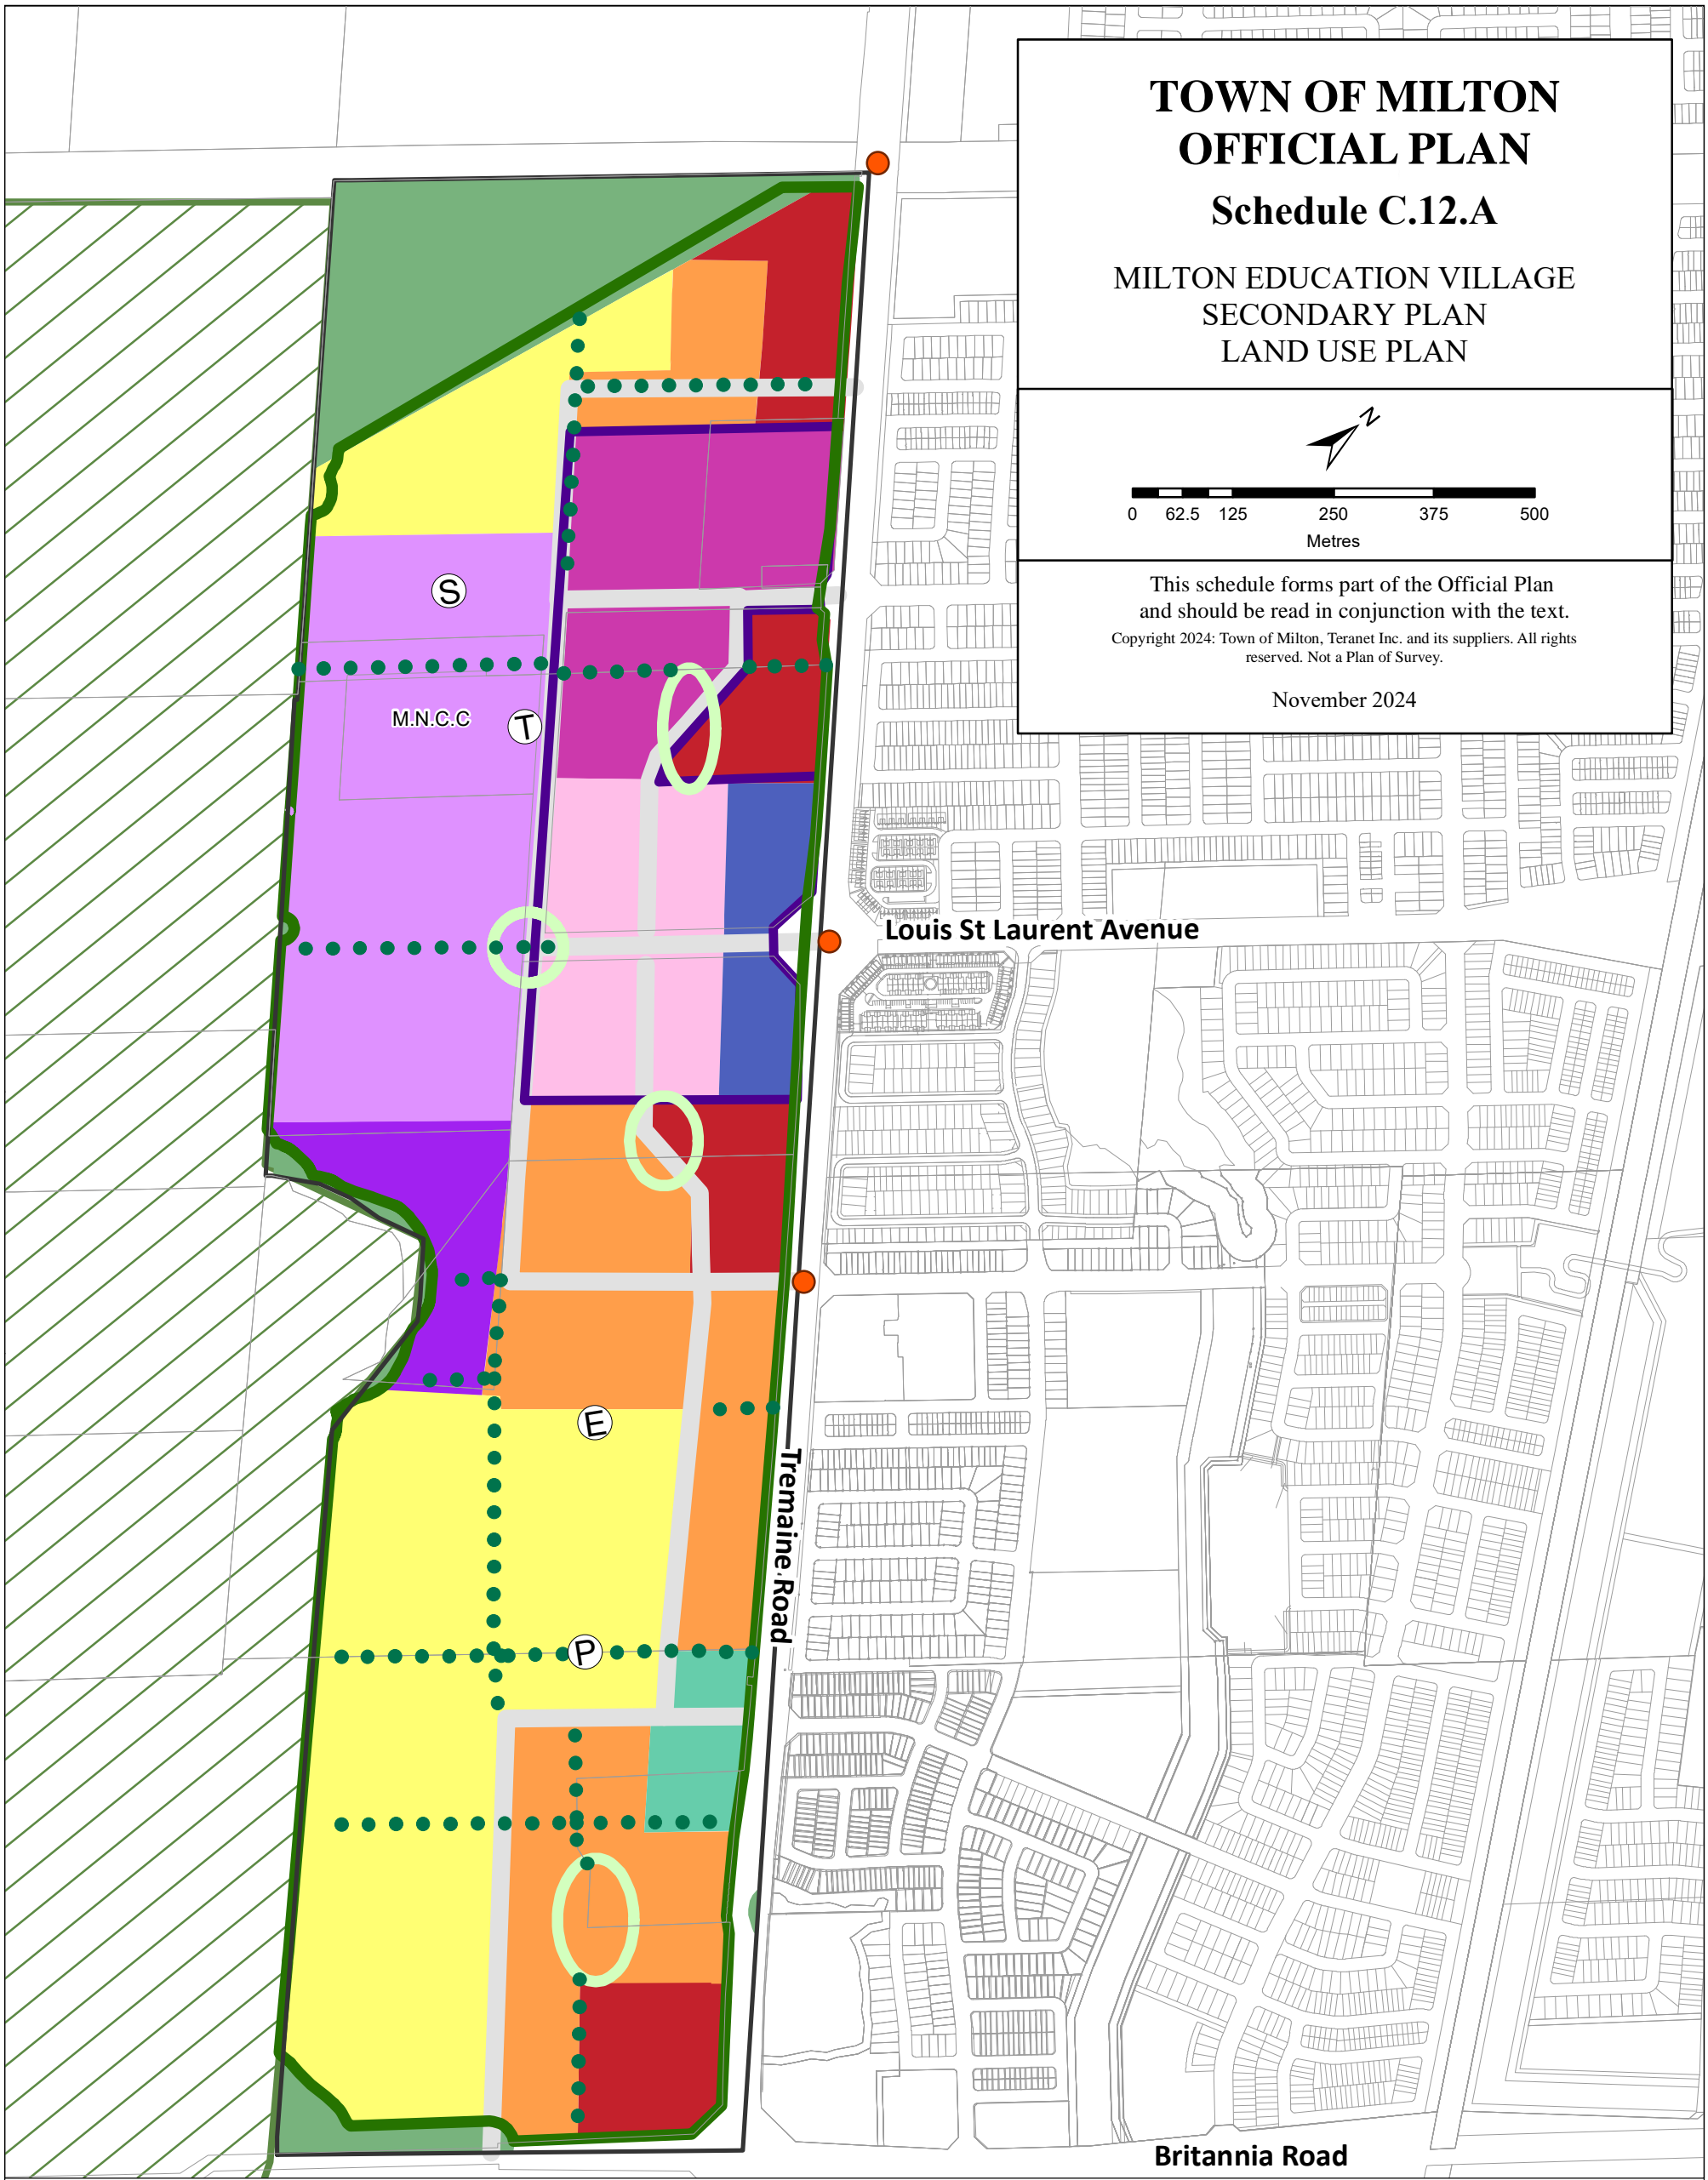 TOWN OF MILTON
OFFICIAL PLAN
Schedule C.12.A
MILTON EDUCATION VILLAGE
SECONDARY PLAN
LAND USE PLAN
N
0 62.5 125 250 375 500
Metres
This schedule forms part of the Official Plan
and should be read in conjunction with the text.
Copyright 2024: Town of Milton, Teranet Inc. and its suppliers. All rights
reserved. Not a Plan of Survey.
November 2024
S
M.N.C.C
T
Louis St Laurent Avenue
E
Tremaine Road
P
Britannia Road